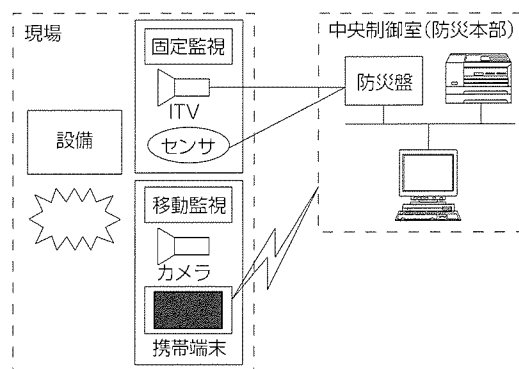 現場
固定監視
ITV
センサ
設備
移動監視
カメラ
携帯端末
中央制御室(防災本部)
防災盤